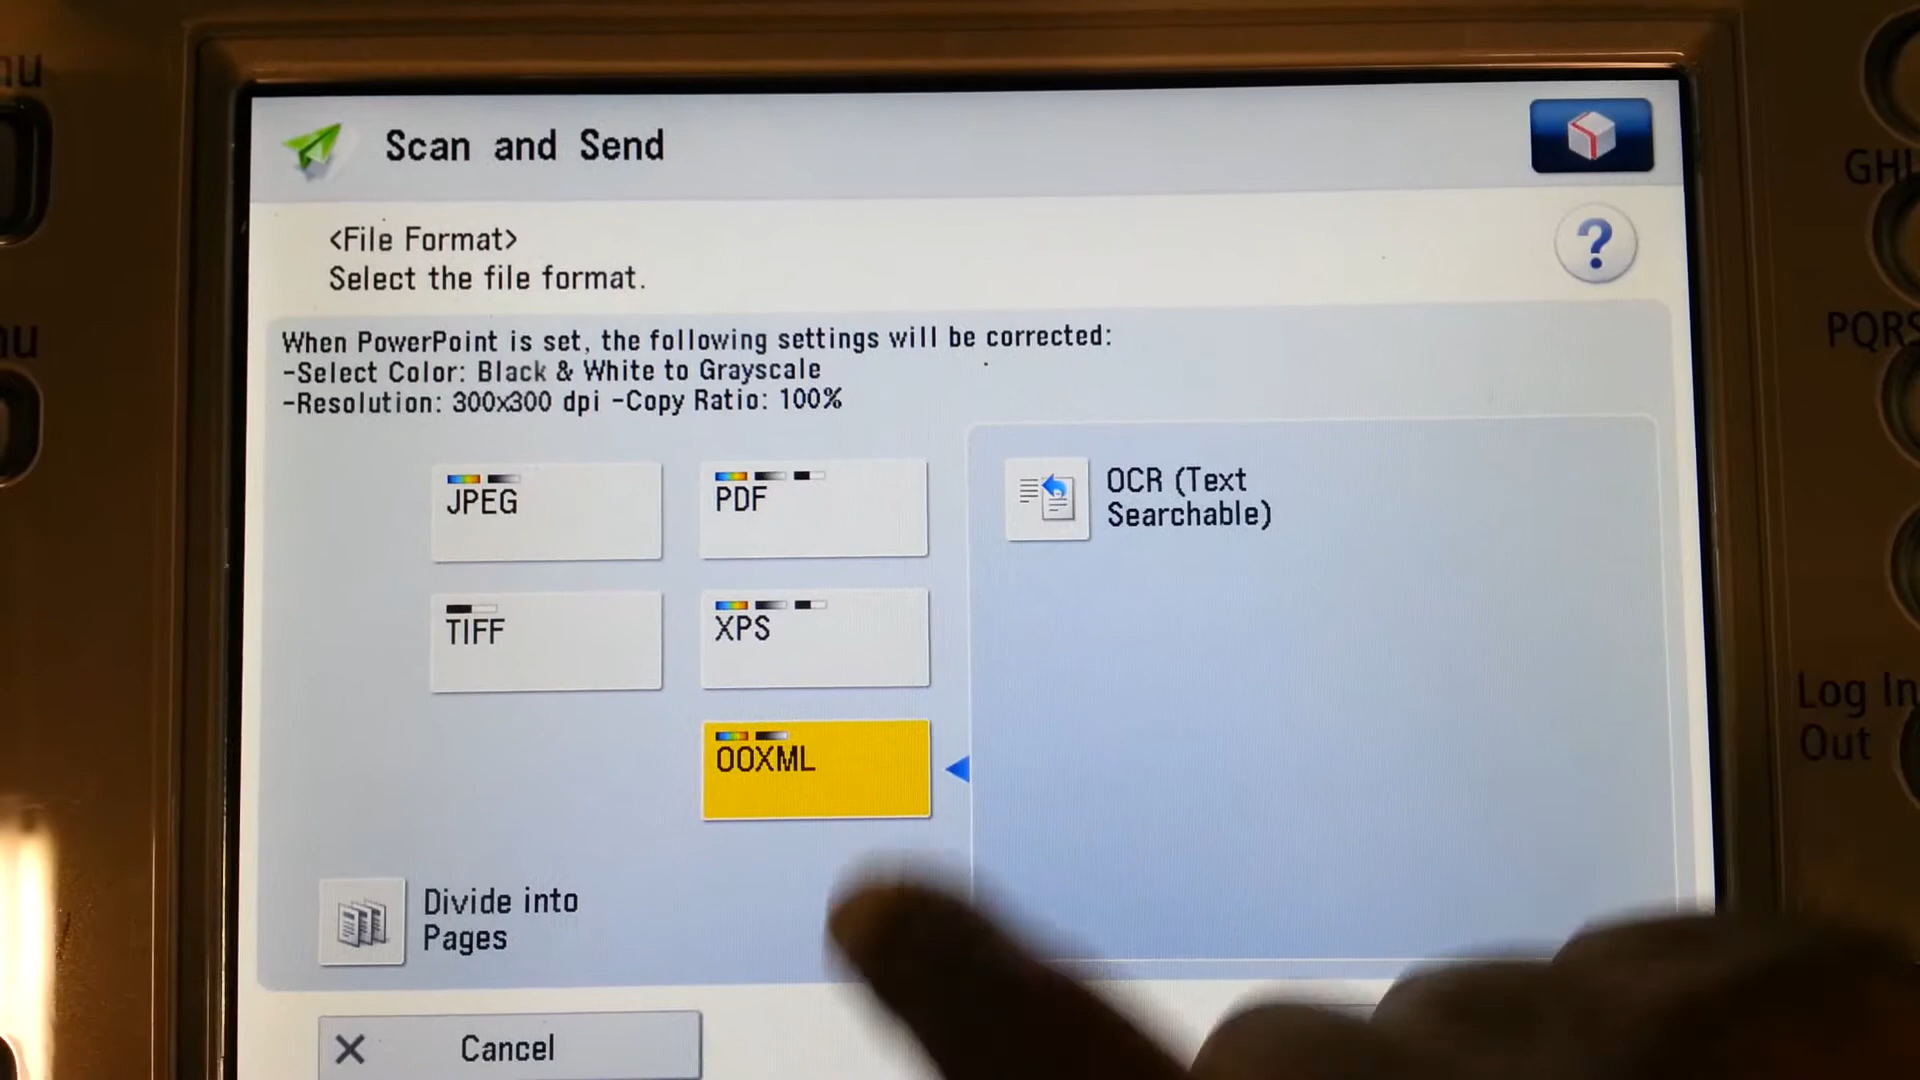 Scan and Send
<File Format>
Select the file format.
?
When PowerPoint is set, the following settings will be corrected:
-Select Color: Black & White to Grayscale
-Resolution: 300x300 dpi -Copy Ratio: 100%
JPEG
PDF
OCR (Text
Searchable)
TIFF
XPS
OOXML
Divide into
Pages
Cancel
GHI
PQRS
Log In
Out